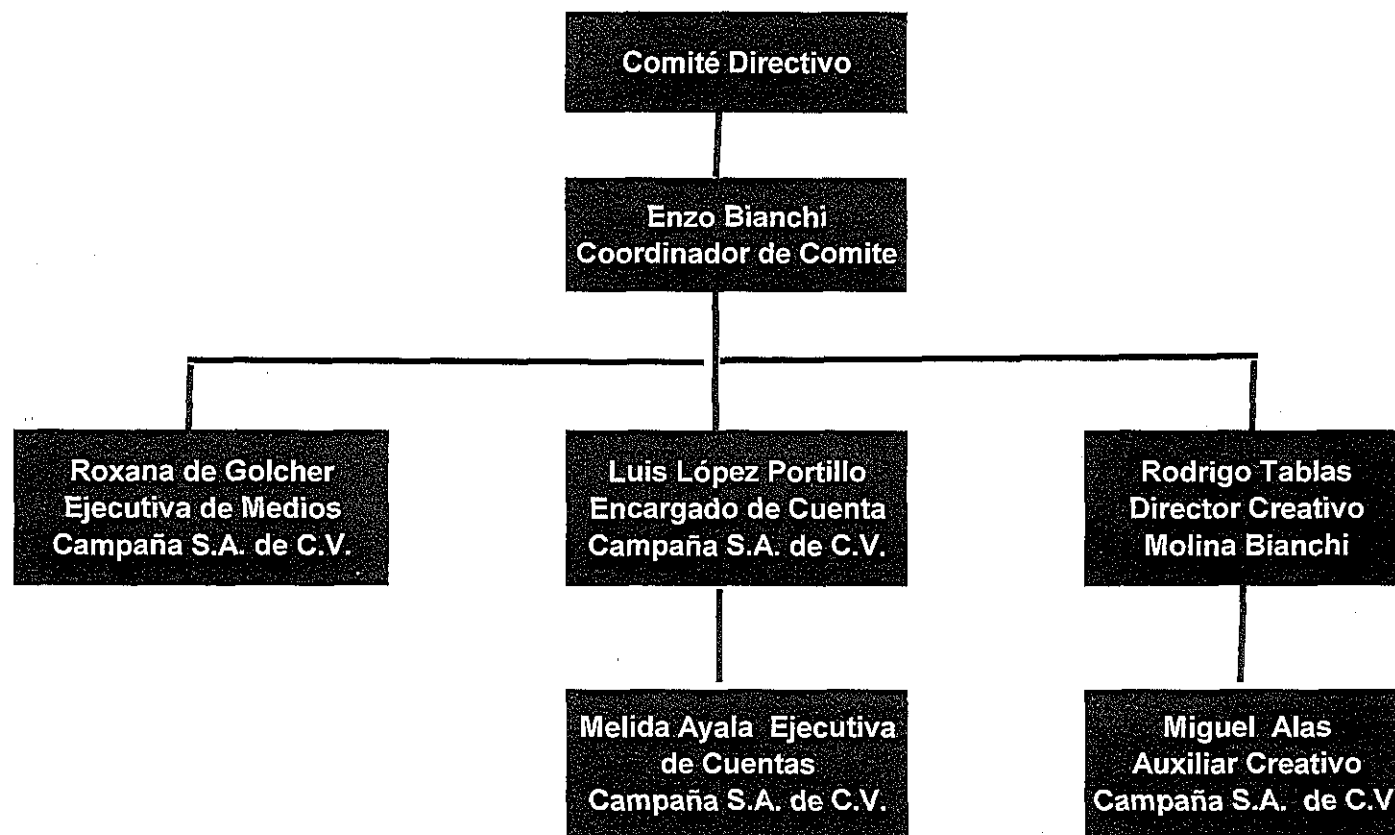 Comité Directivo
Enzo Bianchi
Coordinador de Comite
Roxana de Golcher
Ejecutiva de Medios
Campaña S.A. de C.V.
Luis López Portillo
Encargado de Cuenta
Campaña S.A. de C.V.
Rodrigo Tablas
Director Creativo
Molina Bianchi
Melida Ayala Ejecutiva
de Cuentas
Campaña S.A. de C.V.
Miguel Alas
Auxiliar Creativo
Campaña S.A. de C.V